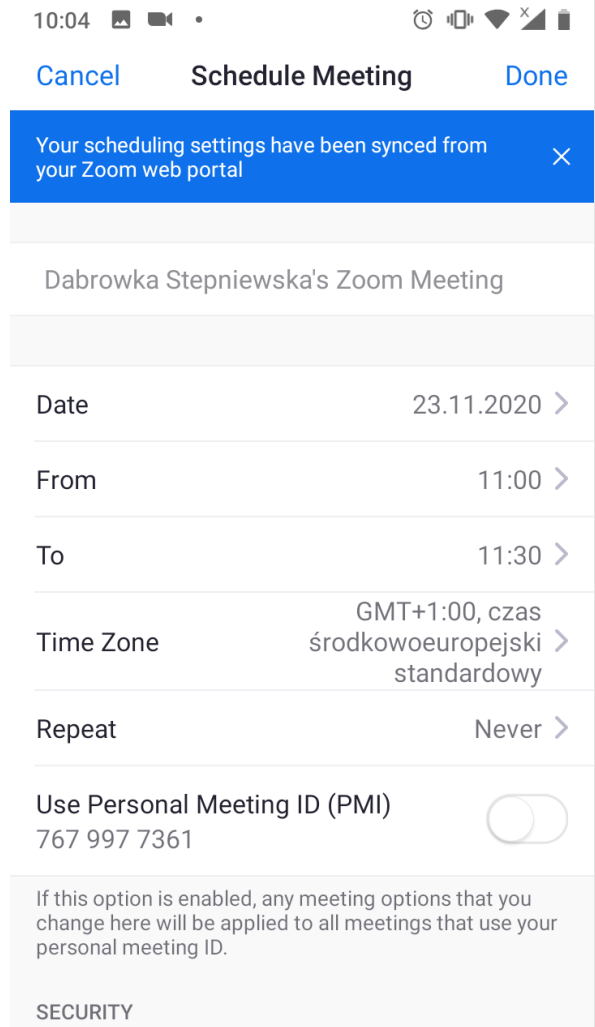 10:04
Cancel Schedule Meeting Done
Your scheduling settings have been synced from
your Zoom web portal
Dabrowka Stepniewska's Zoom Meeting
Date 23.11.2020
From 11:00
To 11:30
Time Zone GMT+1:00, czas
środkowoeuropejski
standardowy
Repeat Never
Use Personal Meeting ID (PMI)
767 997 7361
If this option is enabled, any meeting options that you
change here will be applied to all meetings that use your
personal meeting ID.
SECURITY